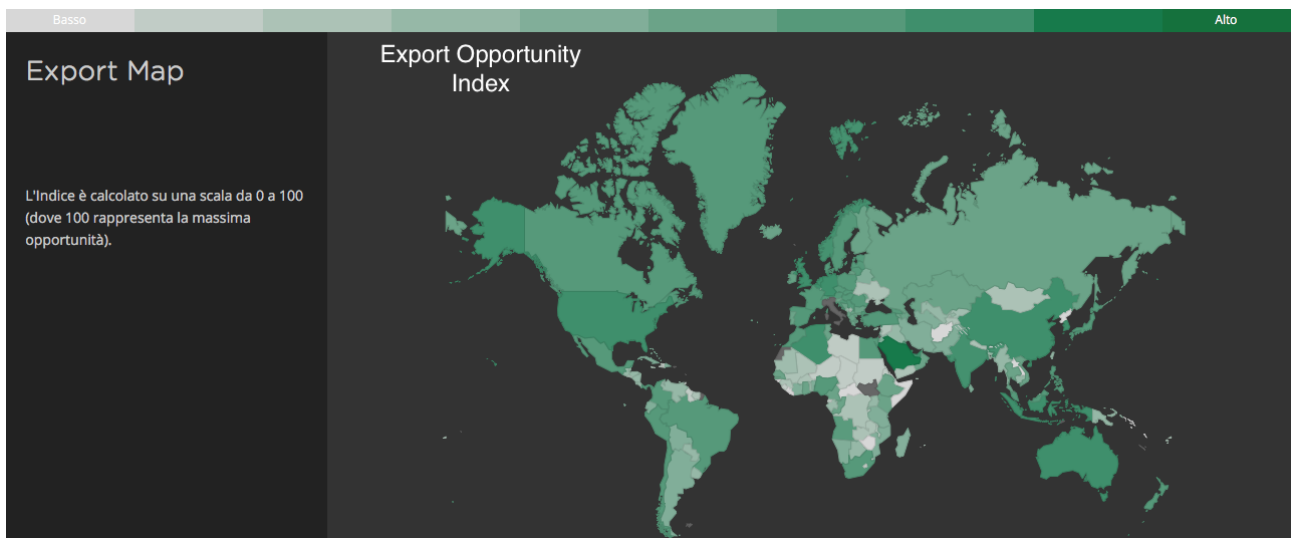 Basso
Alto
Export Map
Export Opportunity
Index
L'Indice è calcolato su una scala da 0 a 100
(dove 100 rappresenta la massima
opportunità).